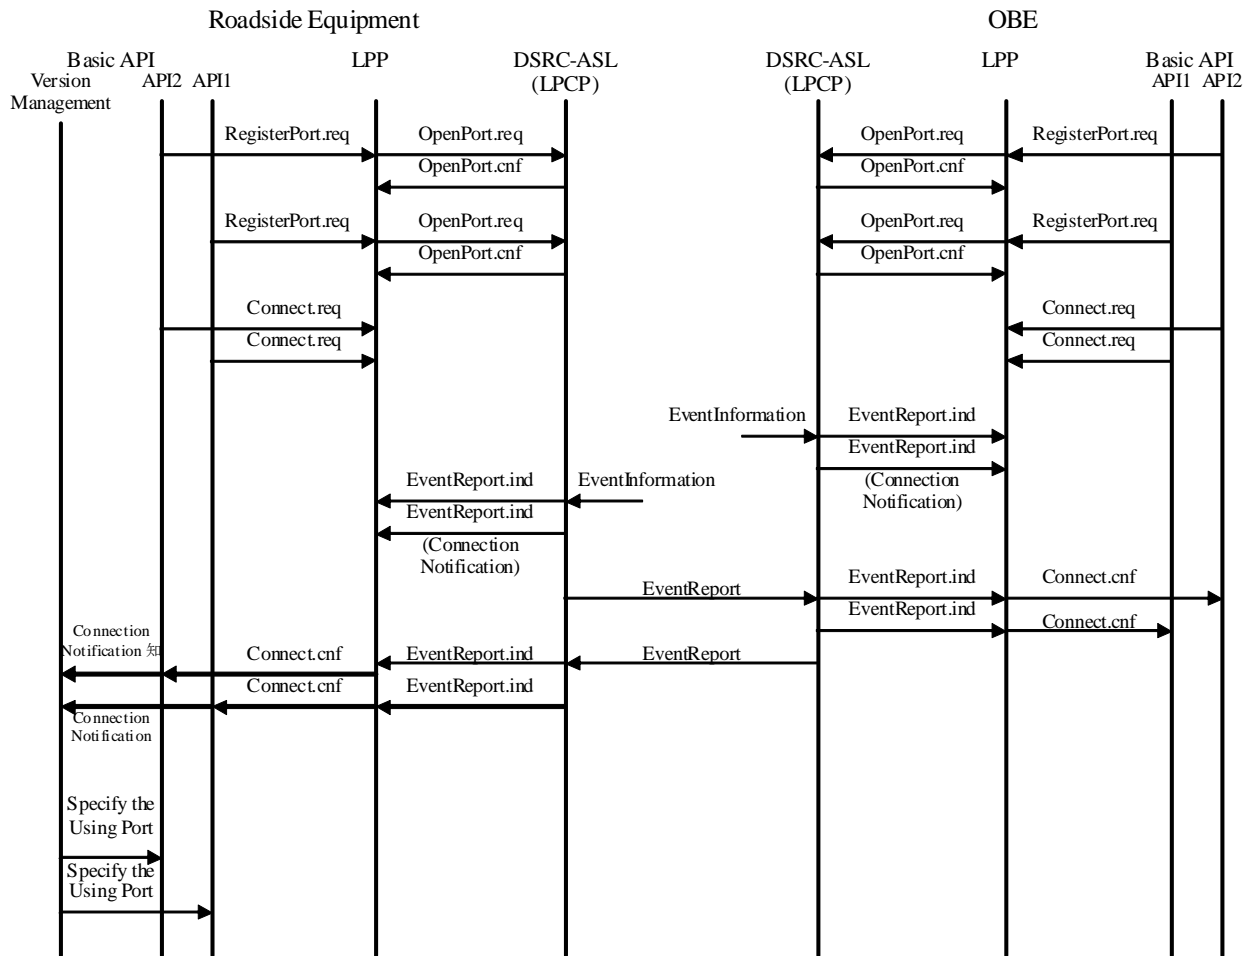 Roadside Equipment OBE
Basic API LPP DSRC-ASL DSRC-ASL LPP Basic API
Version API2 API1 (LPCP) (LPCP) API1 API2
Management
RegisterPort.req OpenPort.req OpenPort.req RegisterPort.req
OpenPort.cnf OpenPort.cnf
RegisterPort.req OpenPort.req OpenPort.req RegisterPort.req
OpenPort.cnf OpenPort.cnf
Connect.req Connect.req
Connect.req Connect.req
EventInformation EventReport.ind
EventReport.ind
(Connection
Notification)
EventReport.ind EventInformation
EventReport.ind
(Connection
Notification)
EventReport EventReport.ind Connect.cnf
EventReport.ind Connect.cnf
Connection
Notification 知
Connect.cnf EventReport.ind EventReport
Connect.cnf EventReport.ind
Connection
Notification
Specify the
Using Port
Specify the
Using Port